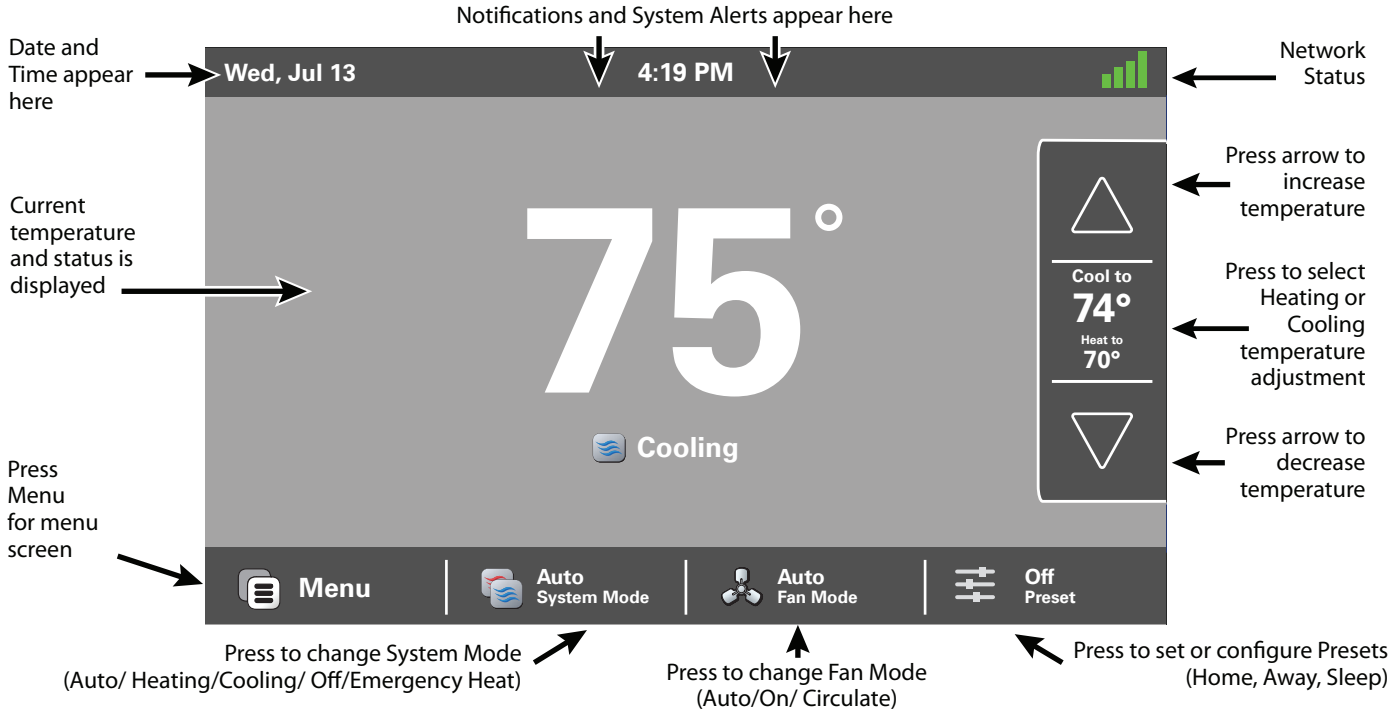 Notifications and System Alerts appear here
Date and
Time appear
here
Wed, Jul 13
4:19 PM
Network
Status
Press arrow to
increase
temperature
Current
temperature
and status is
displayed
75°
Cool to
74°
Heat to
70°
Press to select
Heating or
Cooling
temperature
adjustment
Cooling
Press arrow to
decrease
temperature
Press
Menu
for menu
screen
Menu
Auto
System Mode
Auto
Fan Mode
Off
Preset
Press to change System Mode
(Auto/ Heating/Cooling/ Off/Emergency Heat)
Press to change Fan Mode
(Auto/On/ Circulate)
Press to set or configure Presets
(Home, Away, Sleep)